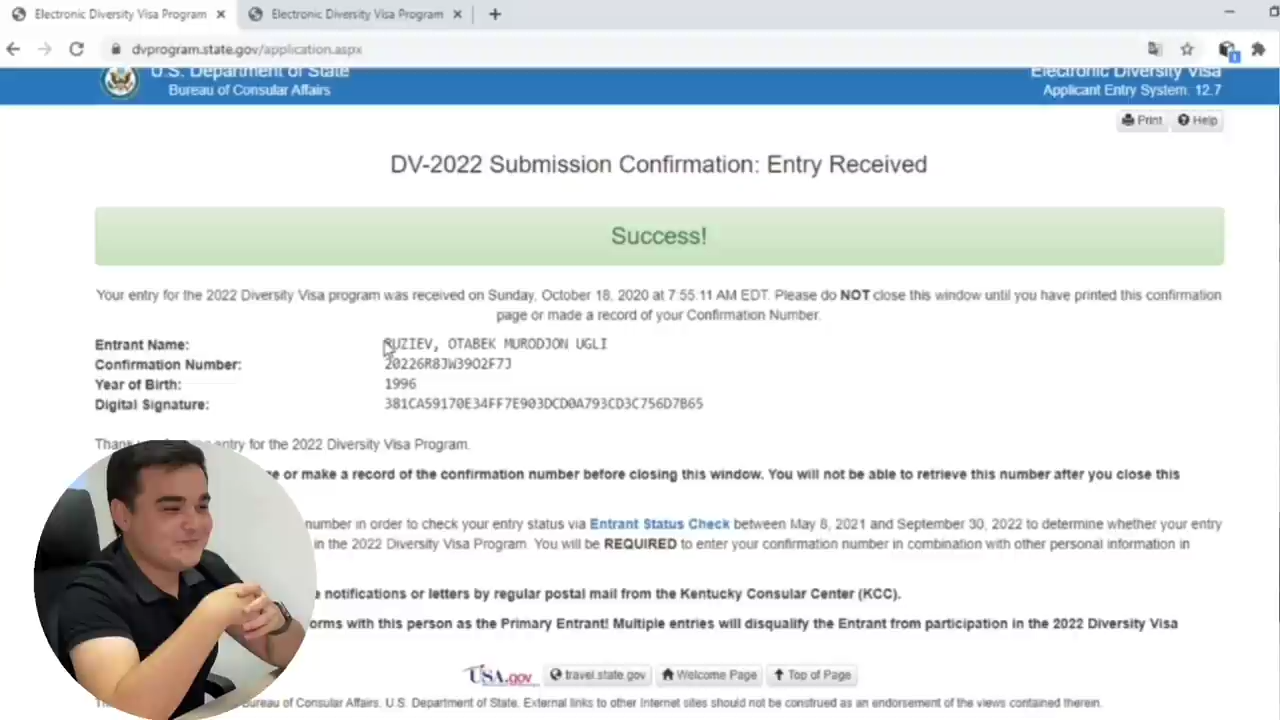 Electronic Diversity Visa Program
Electronic Diversity Visa Program
dvprogram.state.gov/application.aspx
U.S. Department of State
Electronic Diversity Visa
Bureau of Consular Affairs
Applicant Entry System: 12.7
Print
Help
DV-2022 Submission Confirmation: Entry Received
Success!
Your entry for the 2022 Diversity Visa program was received on Sunday, October 18, 2020 at 7:55:11 AM EDT. Please do NOT close this window until you have printed this confirmation
page or made a record of your Confirmation Number.
Entrant Name: RUZIEV, OTABEK MURODJON UGLI
Confirmation Number: 20226R8JW39O2F7J
Year of Birth: 1996
Digital Signature: 381CA59170E34FF7E903DCD0A793CD3C756D7B65
entry for the 2022 Diversity Visa Program.
or make a record of the confirmation number before closing this window. You will not be able to retrieve this number after you close this
number in order to check your entry status via Entrant Status Check between May 8, 2021 and September 30, 2022 to determine whether your entry
in the 2022 Diversity Visa Program. You will be REQUIRED to enter your confirmation number in combination with other personal information in
notifications or letters by regular postal mail from the Kentucky Consular Center (KCC).
with this person as the Primary Entrant! Multiple entries will disqualify the Entrant from participation in the 2022 Diversity Visa
USA.gov
travel.state.gov
Welcome Page
Top of Page
of Consular Affairs, U.S. Department of State. External links to other Internet sites should not be construed as an endorsement of the views contained therein.